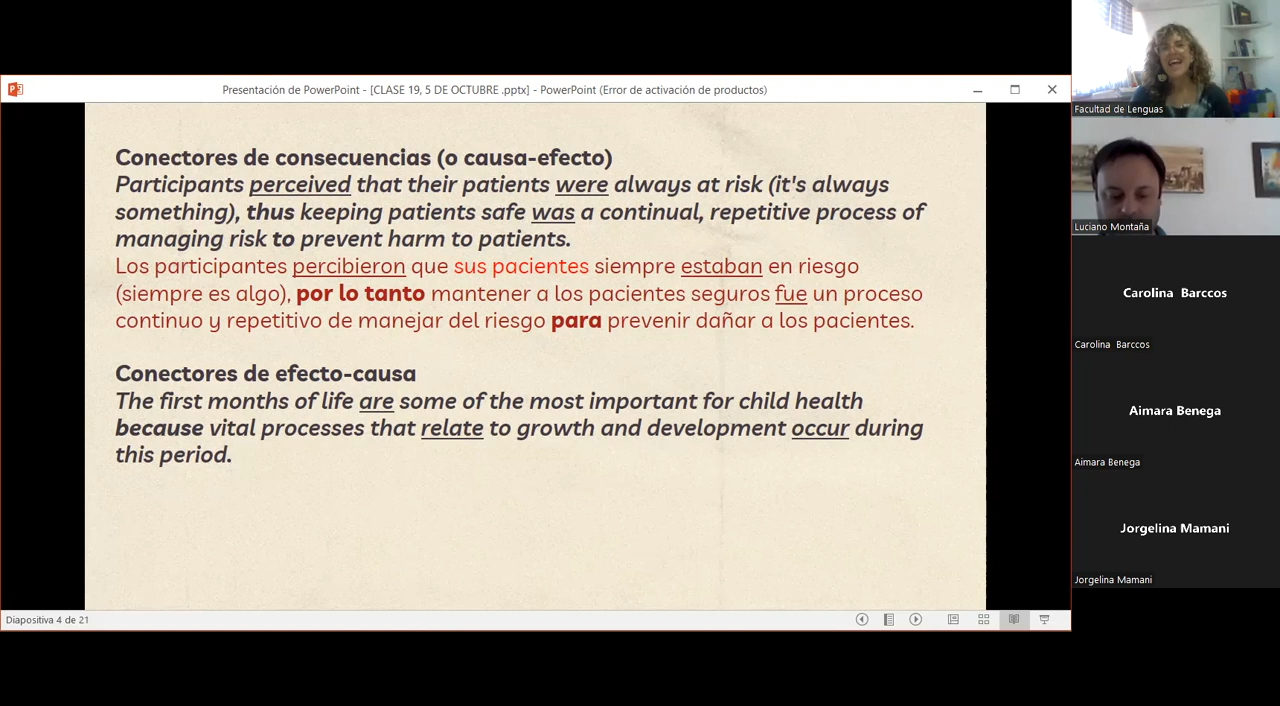 Presentación de PowerPoint - [CLASE 19, 5 DE OCTUBRE .pptx] - PowerPoint (Error de activación de productos)
Conectores de consecuencias (o causa-efecto)
Participants perceived that their patients were always at risk (it's always
something), thus keeping patients safe was a continual, repetitive process of
managing risk to prevent harm to patients.
Los participantes percibieron que sus pacientes siempre estaban en riesgo
(siempre es algo), por lo tanto mantener a los pacientes seguros fue un proceso
continuo y repetitivo de manejar del riesgo para prevenir dañar a los pacientes.
Conectores de efecto-causa
The first months of life are some of the most important for child health
because vital processes that relate to growth and development occur during
this period.
Diapositiva 4 de 21
Facultad de Lenguas
Luciano Montaña
Carolina Barccos
Carolina Barccos
Aimara Benega
Aimara Benega
Jorgelina Mamani
Jorgelina Mamani